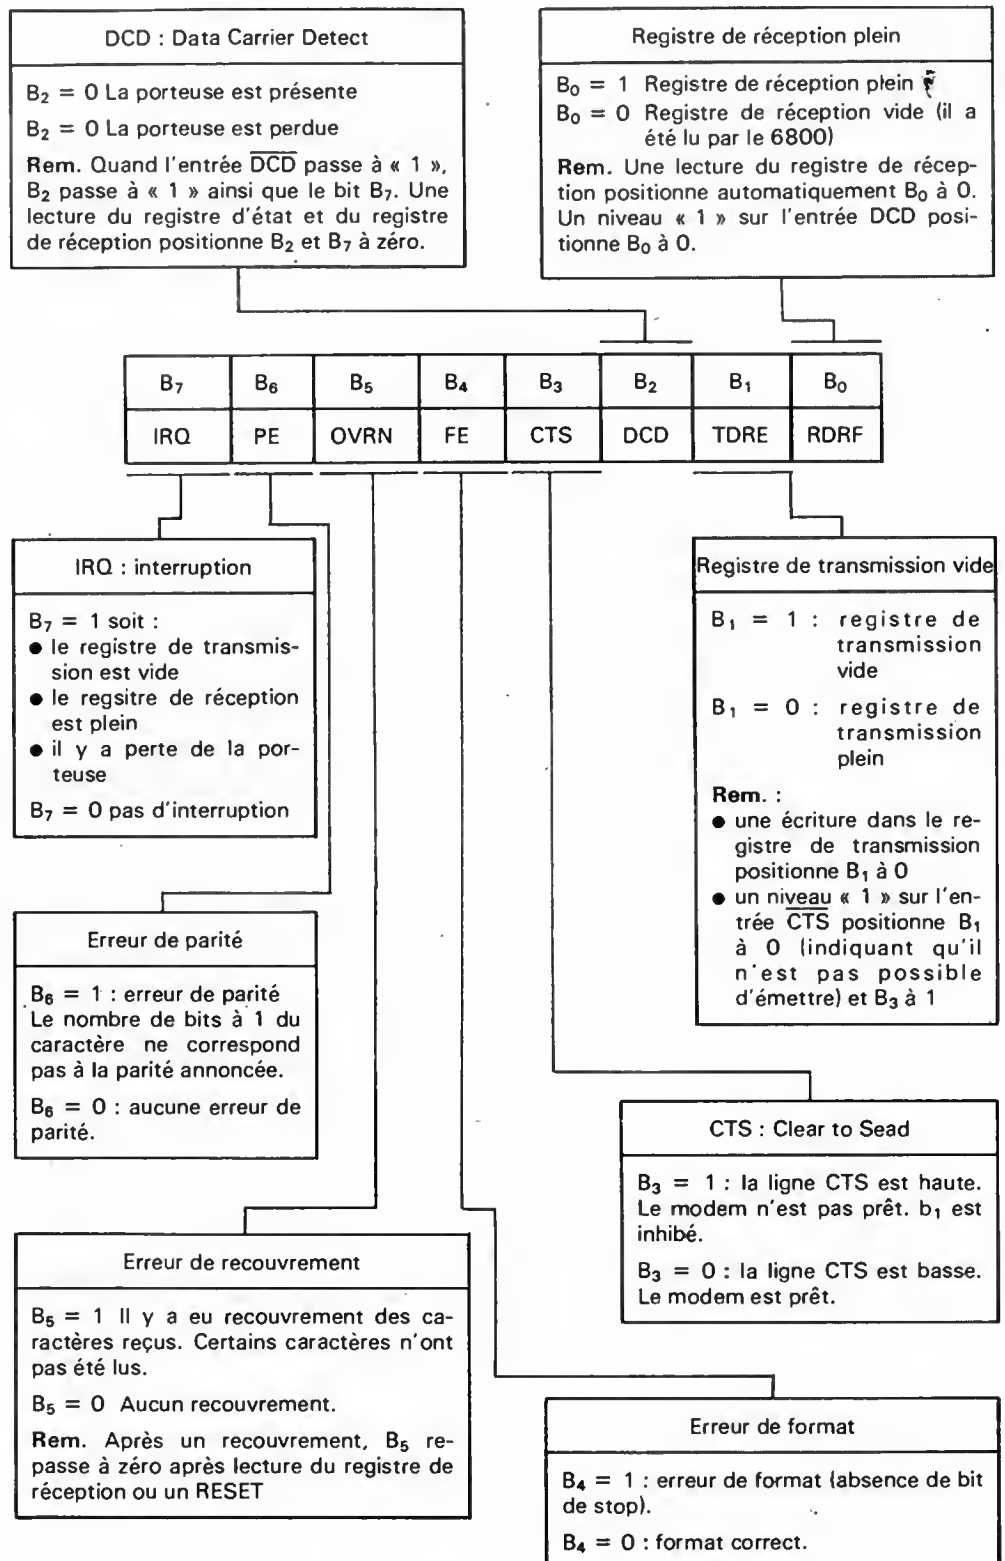 DCD : Data Carrier Detect
B₂ = 0 La porteuse est présente
B₂ = 0 La porteuse est perdue
Rem. Quand l'entrée D̅C̅D̅ passe à « 1 »,
B₂ passe à « 1 » ainsi que le bit B₇. Une
lecture du registre d'état et du registre
de réception positionne B₂ et B₇ à zéro.
Registre de réception plein
B₀ = 1 Registre de réception plein
B₀ = 0 Registre de réception vide (il a
été lu par le 6800)
Rem. Une lecture du registre de récep-
tion positionne automatiquement B₀ à 0.
Un niveau « 1 » sur l'entrée DCD posi-
tionne B₀ à 0.
B₇ B₆ B₅ B₄ B₃ B₂ B₁ B₀
IRQ PE OVRN FE CTS DCD TDRE RDRF
IRQ : interruption
B₇ = 1 soit :
● le registre de transmis-
sion est vide
● le regsitre de réception
est plein
● il y a perte de la por-
teuse
B₇ = 0 pas d'interruption
Registre de transmission vide
B₁ = 1 : registre de
transmission
vide
B₁ = 0 : registre de
transmission
plein
Rem. :
● une écriture dans le re-
gistre de transmission
positionne B₁ à 0
● un niveau « 1 » sur l'en-
trée C̅T̅S̅ positionne B₁
à 0 (indiquant qu'il
n'est pas possible
d'émettre) et B₃ à 1
Erreur de parité
B₆ = 1 : erreur de parité
Le nombre de bits à 1 du
caractère ne correspond
pas à la parité annoncée.
B₆ = 0 : aucune erreur de
parité.
CTS : Clear to Sead
B₃ = 1 : la ligne CTS est haute.
Le modem n'est pas prêt. b₁ est
inhibé.
B₃ = 0 : la ligne CTS est basse.
Le modem est prêt.
Erreur de recouvrement
B₅ = 1 Il y a eu recouvrement des ca-
ractères reçus. Certains caractères n'ont
pas été lus.
B₅ = 0 Aucun recouvrement.
Rem. Après un recouvrement, B₅ re-
passe à zéro après lecture du registre de
réception ou un RESET
Erreur de format
B₄ = 1 : erreur de format (absence de bit
de stop).
B₄ = 0 : format correct.